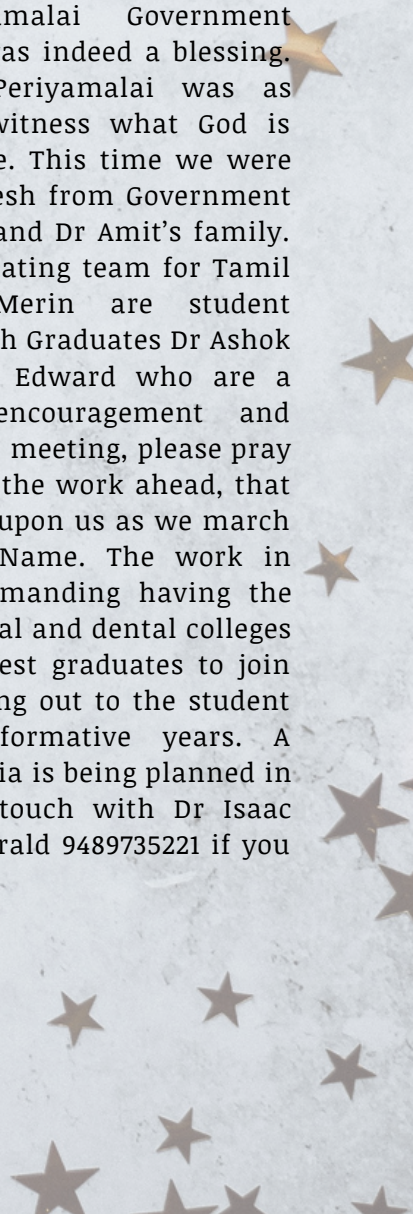 amalai Government
as indeed a blessing.
Periyamalai was as
witness what God is
e. This time we were
esh from Government
and Dr Amit's family.
ating team for Tamil
Merin are student
h Graduates Dr Ashok
Edward who are a
encouragement and
meeting, please pray
the work ahead, that
upon us as we march
Name. The work in
manding having the
al and dental colleges
est graduates to join
ng out to the student
formative years. A
ia is being planned in
touch with Dr Isaac
rald 9489735221 if you